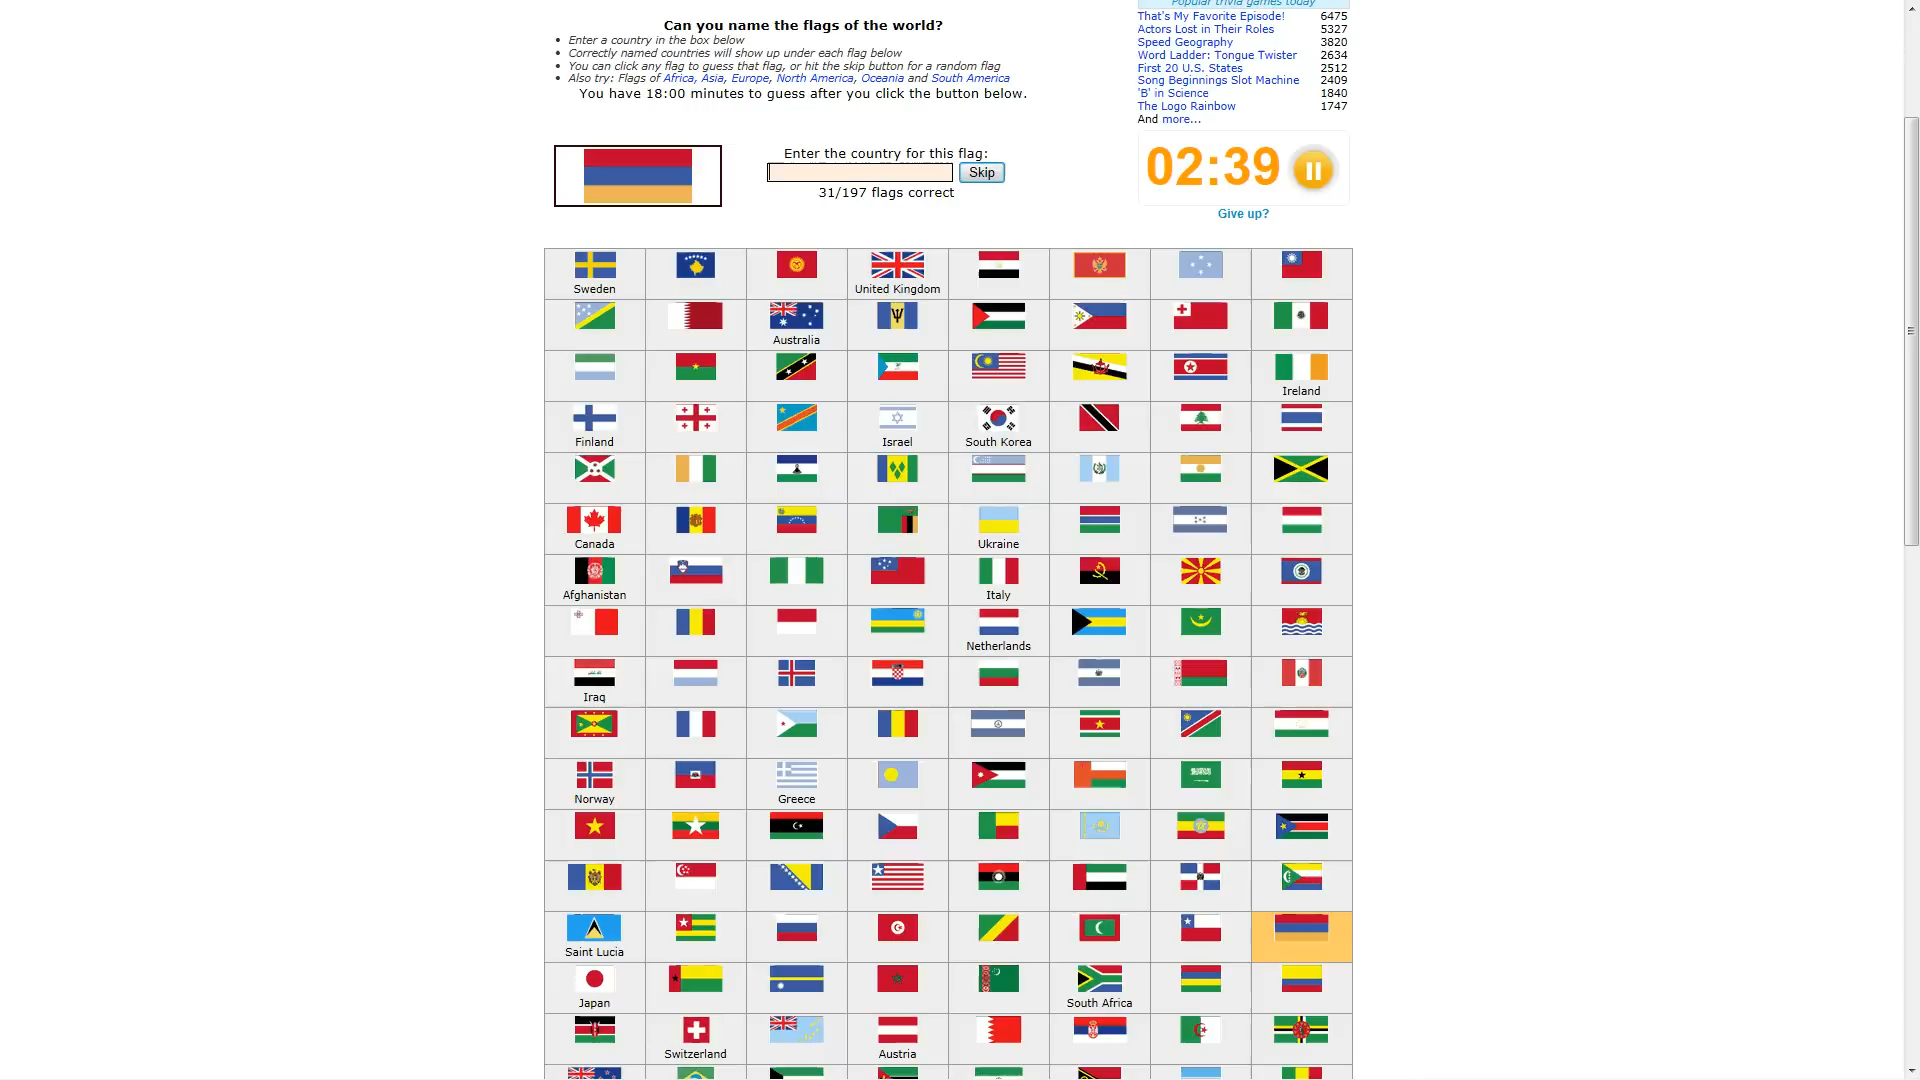 Popular trivia games today
Can you name the flags of the world?
Enter a country in the box below
Correctly named countries will show up under each flag below
You can click any flag to guess that flag, or hit the skip button for a random flag
Also try: Flags of Africa, Asia, Europe, North America, Oceania and South America
You have 18:00 minutes to guess after you click the button below.
That's My Favorite Episode! 6475
Actors Lost in Their Roles 5327
Speed Geography 3820
Word Ladder: Tongue Twister 2634
First 20 U.S. States 2512
Song Beginnings Slot Machine 2409
'B' in Science 1840
The Logo Rainbow 1747
And more...
Enter the country for this flag:
Skip
31/197 flags correct
02:39
Give up?
Sweden United Kingdom
Australia
Ireland
Finland Israel South Korea
Canada Ukraine
Afghanistan Italy
Netherlands
Iraq
Norway Greece
Saint Lucia
Japan South Africa
Switzerland Austria